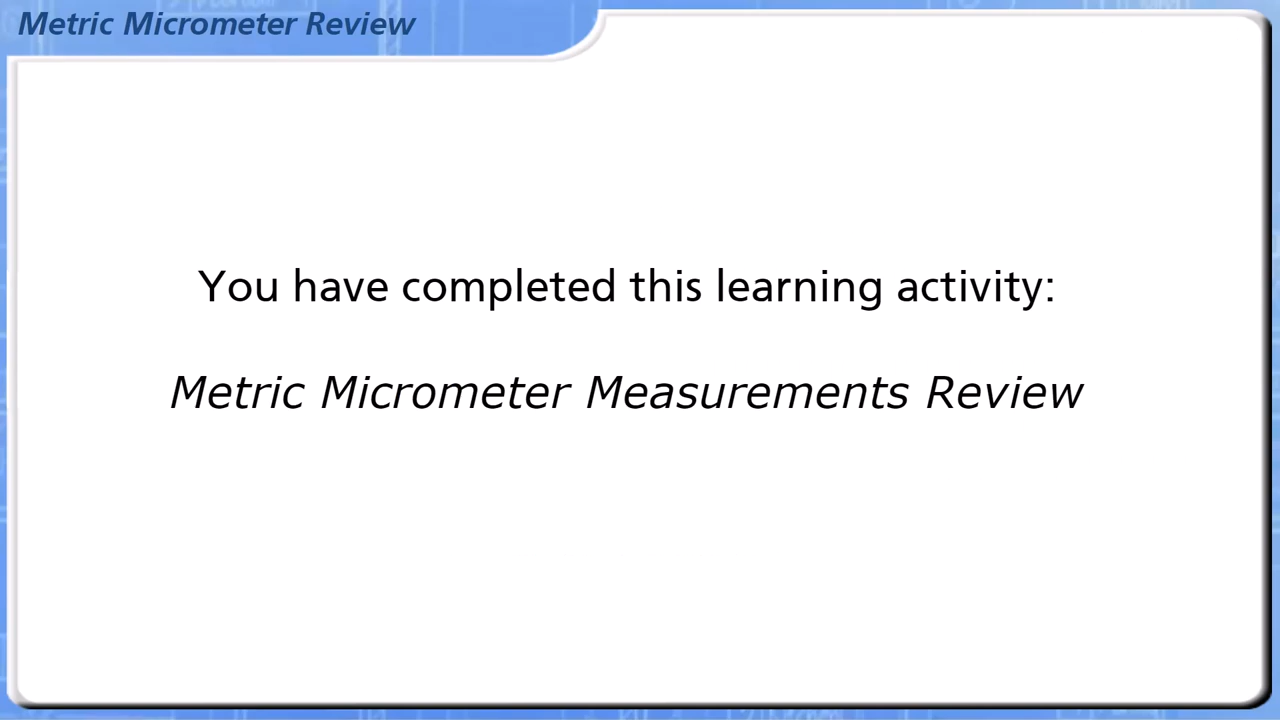 Metric Micrometer Review
You have completed this learning activity:
Metric Micrometer Measurements Review